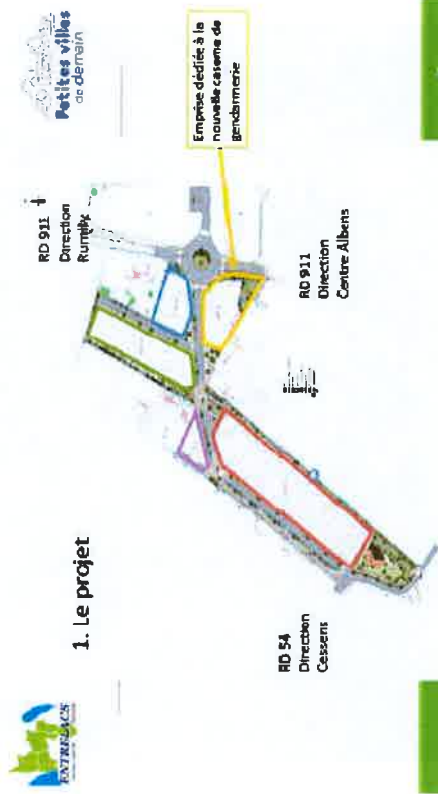 ENTRELACS
Petites villes
de demain
1. Le projet
RD 911
Direction
Rumilly
Emprise dédiée à la
nouvelle caserne de
gendarmerie
RD 911
Direction
Centre Albens
RD 54
Direction
Cessens